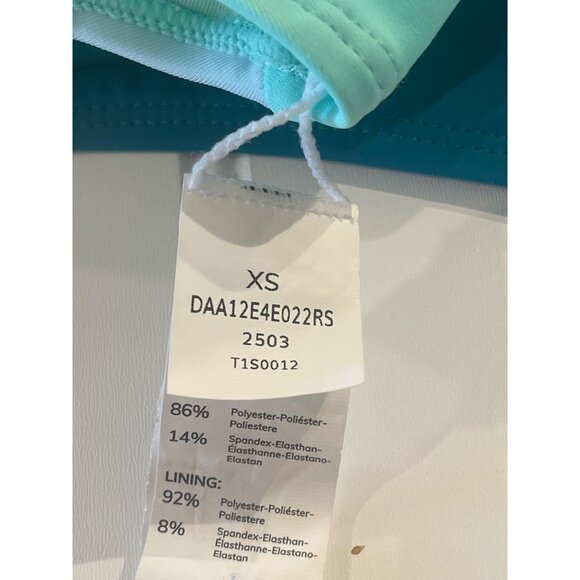 XS
DAA12E4E022RS
2503
T1S0012
86% Polyester-Poliéster-
Poliestere
14% Spandex-Elasthan-
Élasthanne-Elastano-
Elastan
LINING:
92% Polyester-Poliéster-
Poliestere
8% Spandex-Elasthan-
Élasthanne-Elastano-
Elastan